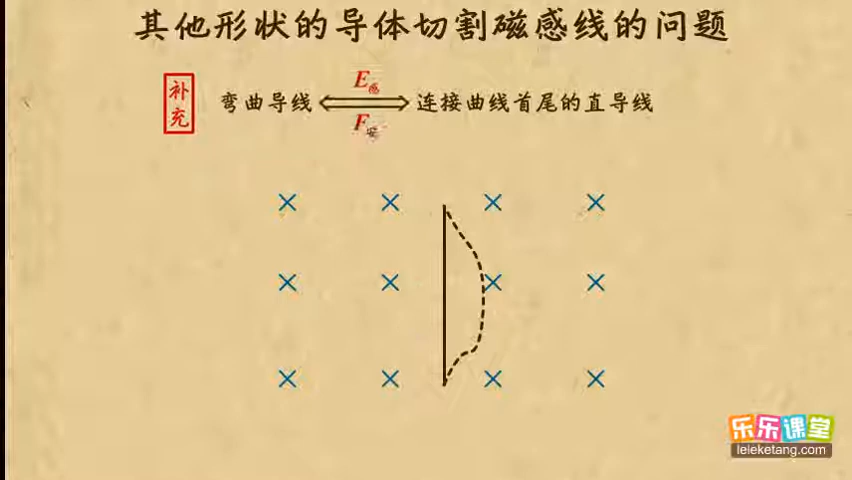 其他形状的导体切割磁感线的问题
补充
弯曲导线 E感 F安 连接曲线首尾的直导线
乐乐课堂
leleketang.com